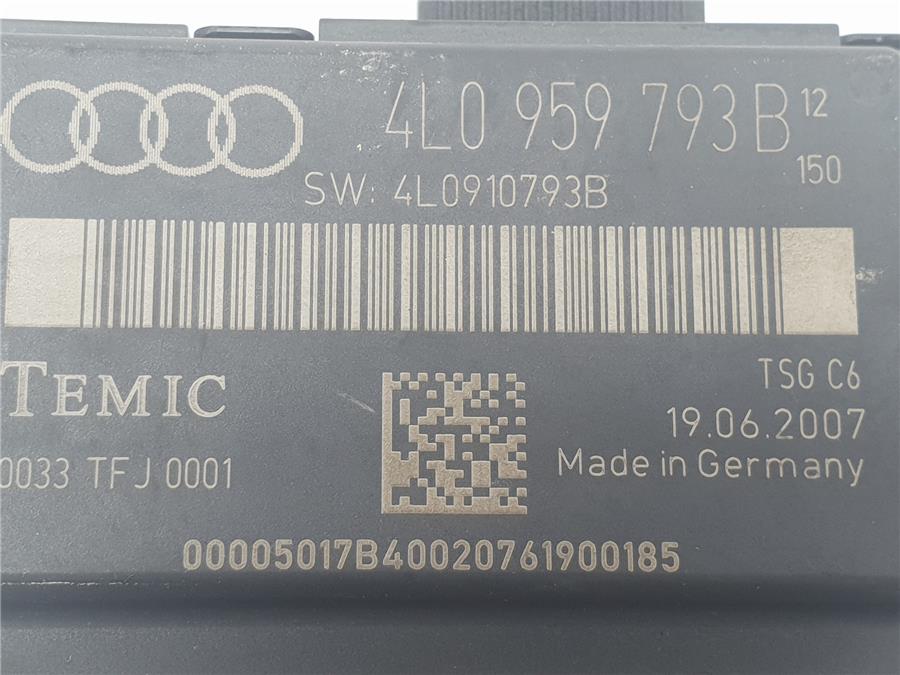 4L0 959 793B 12
150
SW: 4L0910793B
TEMIC
TSG C6
19.06.2007
0033 TFJ 0001
Made in Germany
00005017B40020761900185